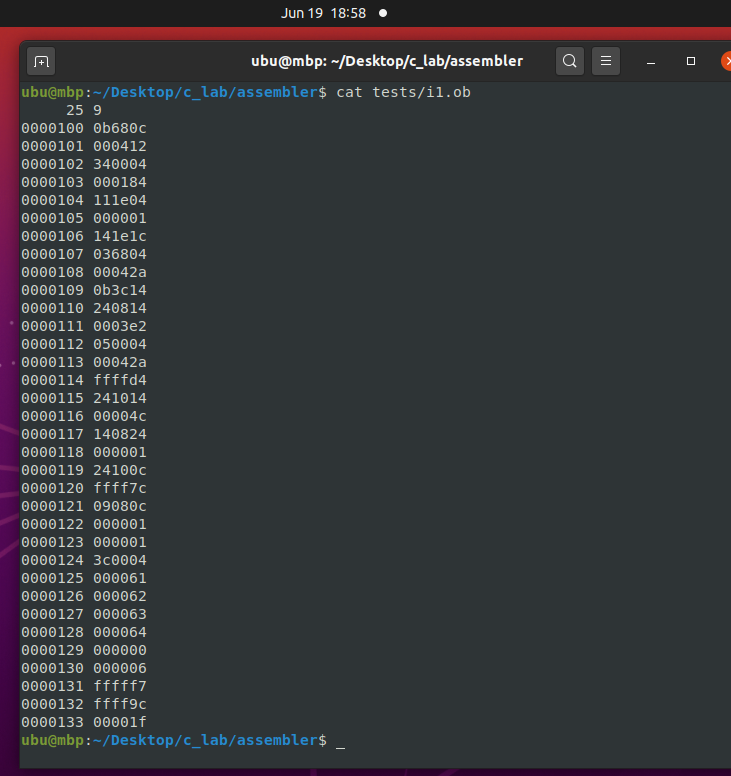 Jun 19 18:58
ubu@mbp: ~/Desktop/c_lab/assembler
ubu@mbp:~/Desktop/c_lab/assembler$ cat tests/i1.ob
     25 9
0000100 0b680c
0000101 000412
0000102 340004
0000103 000184
0000104 111e04
0000105 000001
0000106 141e1c
0000107 036804
0000108 00042a
0000109 0b3c14
0000110 240814
0000111 0003e2
0000112 050004
0000113 00042a
0000114 ffffd4
0000115 241014
0000116 00004c
0000117 140824
0000118 000001
0000119 24100c
0000120 ffff7c
0000121 09080c
0000122 000001
0000123 000001
0000124 3c0004
0000125 000061
0000126 000062
0000127 000063
0000128 000064
0000129 000000
0000130 000006
0000131 fffff7
0000132 ffff9c
0000133 00001f
ubu@mbp:~/Desktop/c_lab/assembler$ _